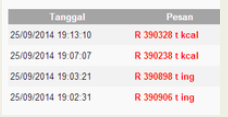 Tanggal Pesan
25/09/2014 19:13:10 R 390328 t kcal
25/09/2014 19:07:07 R 390238 t kcal
25/09/2014 19:03:21 R 390898 t ing
25/09/2014 19:02:31 R 390906 t ing